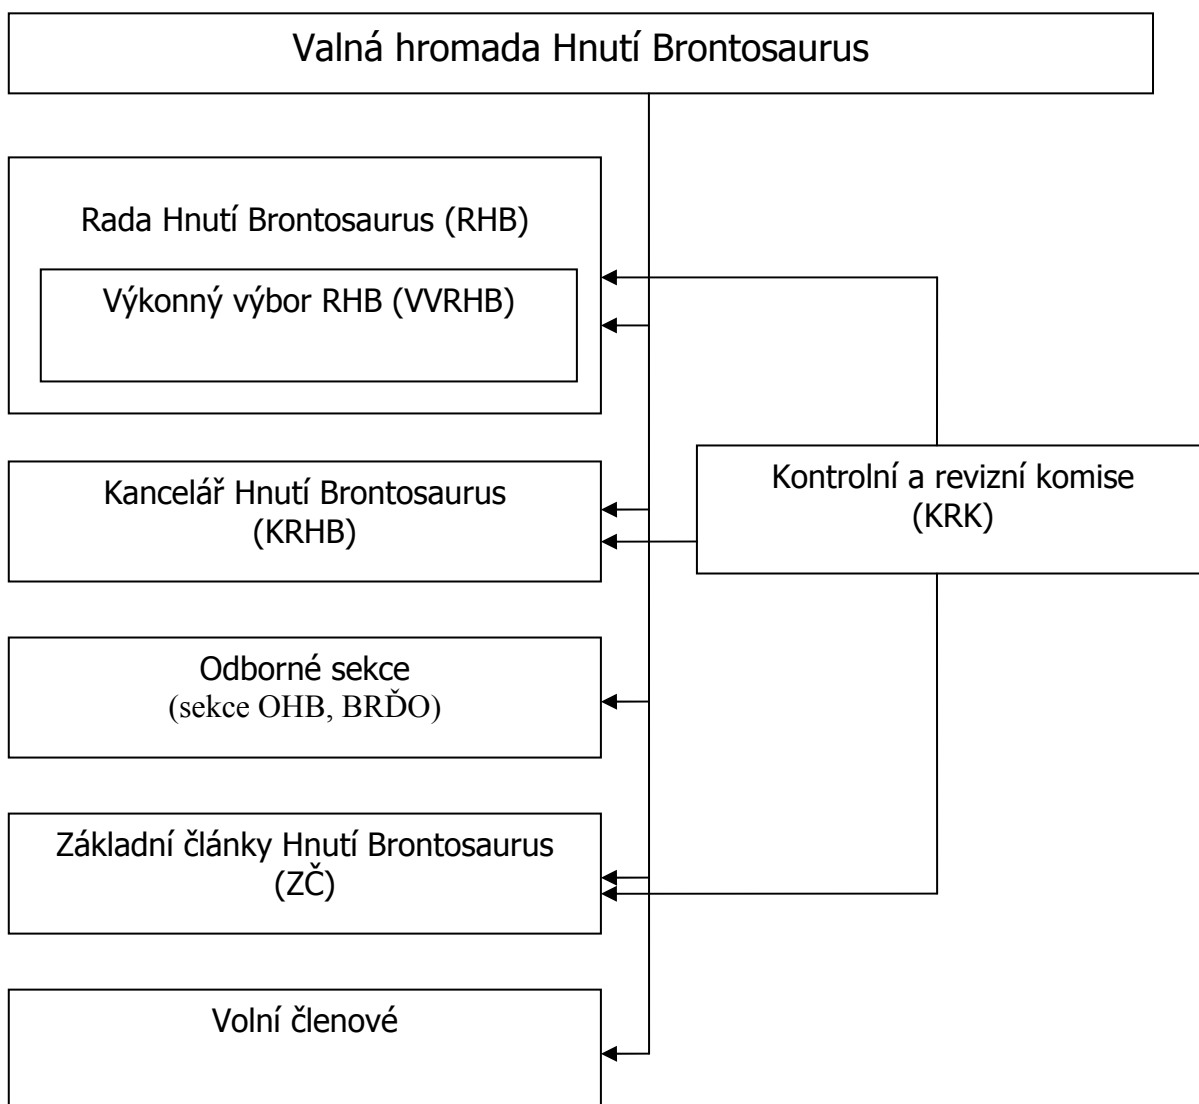 Valná hromada Hnutí Brontosaurus
Rada Hnutí Brontosaurus (RHB)
Výkonný výbor RHB (VVRHB)
Kancelář Hnutí Brontosaurus
(KRHB)
Kontrolní a revizní komise
(KRK)
Odborné sekce
(sekce OHB, BRĎO)
Základní články Hnutí Brontosaurus
(ZČ)
Volní členové